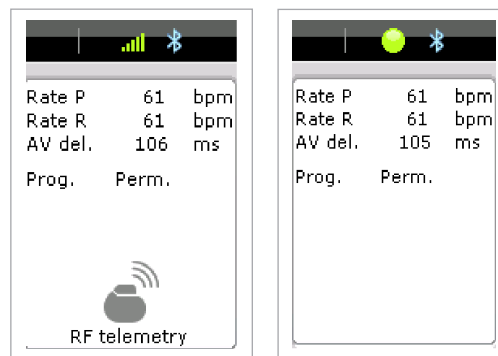 Rate P 61 bpm
Rate R 61 bpm
AV del. 106 ms
Prog. Perm.
RF telemetry
Rate P 61 bpm
Rate R 61 bpm
AV del. 105 ms
Prog. Perm.